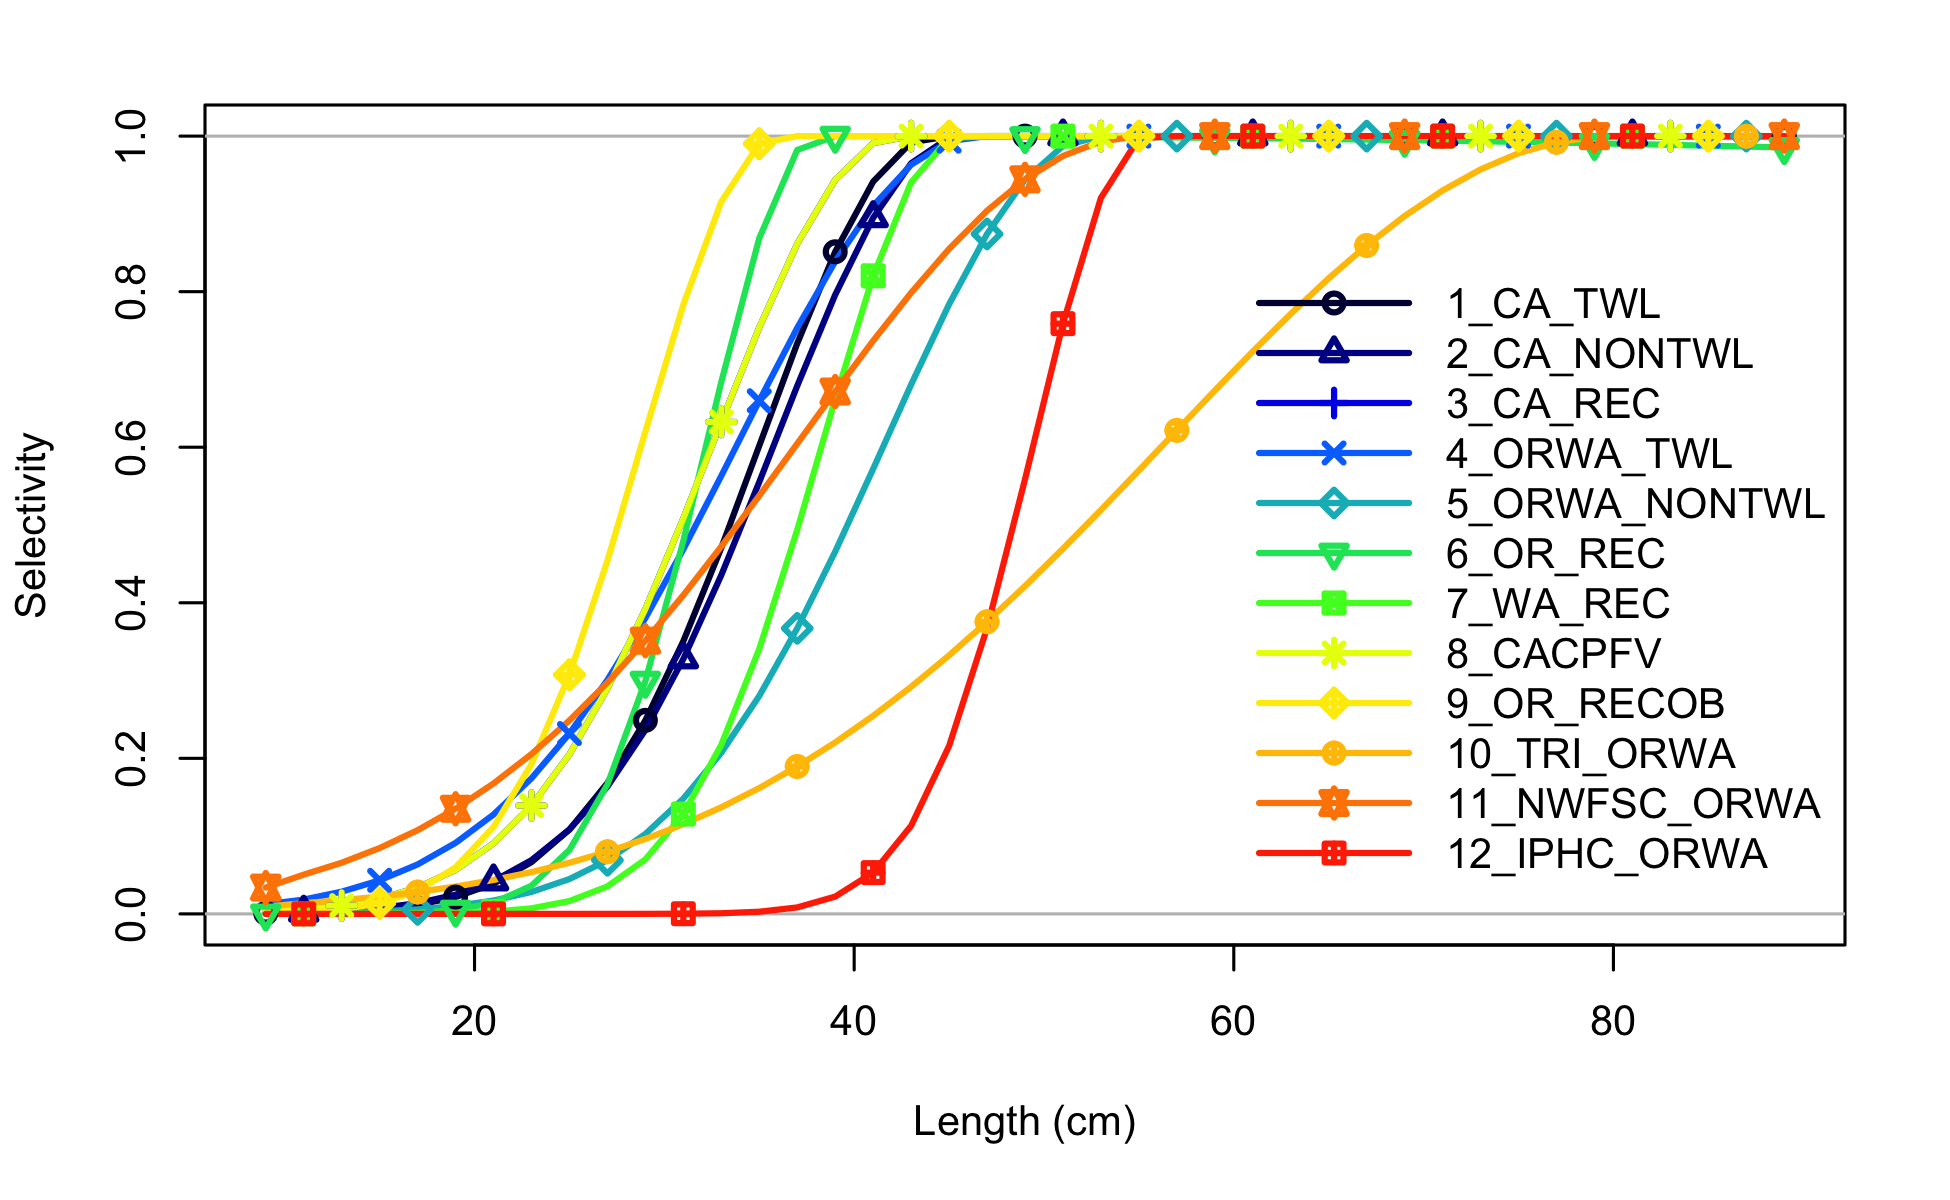 1.0
0.8
0.6
0.4
0.2
0.0
Selectivity
1_CA_TWL
2_CA_NONTWL
3_CA_REC
4_ORWA_TWL
5_ORWA_NONTWL
6_OR_REC
7_WA_REC
8_CACPFV
9_OR_RECOB
10_TRI_ORWA
11_NWFSC_ORWA
12_IPHC_ORWA
20 40 60 80
Length (cm)